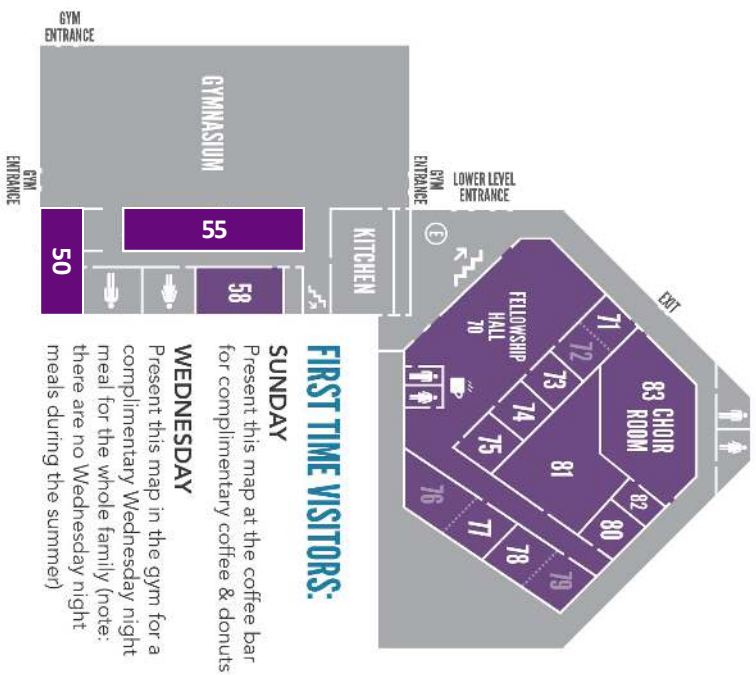 GYM
ENTRANCE
GYMNASIUM
GYM
ENTRANCE
GYM
ENTRANCE
LOWER LEVEL
ENTRANCE
E
EXIT
55
50
58
KITCHEN
FELLOWSHIP
HALL
70
71
72
73
74
75
76
77
78
79
80
81
82
83 CHOIR
ROOM
FIRST TIME VISITORS:
SUNDAY
Present this map at the coffee bar
for complimentary coffee & donuts
WEDNESDAY
Present this map in the gym for a
complimentary Wednesday night
meal for the whole family (note:
there are no Wednesday night
meals during the summer)